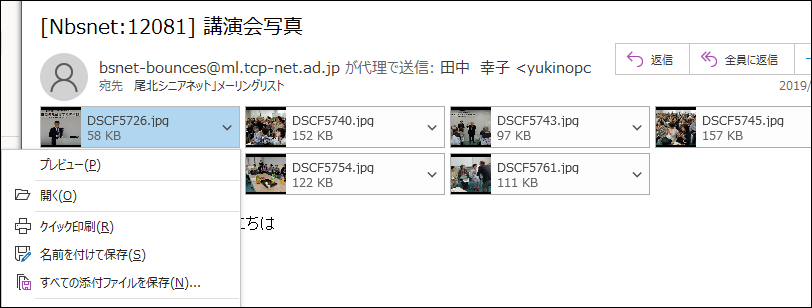 [Nbsnet:12081] 講演会写真
bsnet-bounces@ml.tcp-net.ad.jp が代理で送信: 田中 幸子 <yukinopc
返信
全員に返信
宛先 尾北シニアネット」メーリングリスト
2019/
DSCF5726.jpg
58 KB
DSCF5740.jpg
152 KB
DSCF5743.jpg
97 KB
DSCF5745.jpg
157 KB
DSCF5754.jpg
122 KB
DSCF5761.jpg
111 KB
プレビュー(P)
開く(O)
クイック印刷(R)
名前を付けて保存(S)
すべての添付ファイルを保存(N)...
にちは